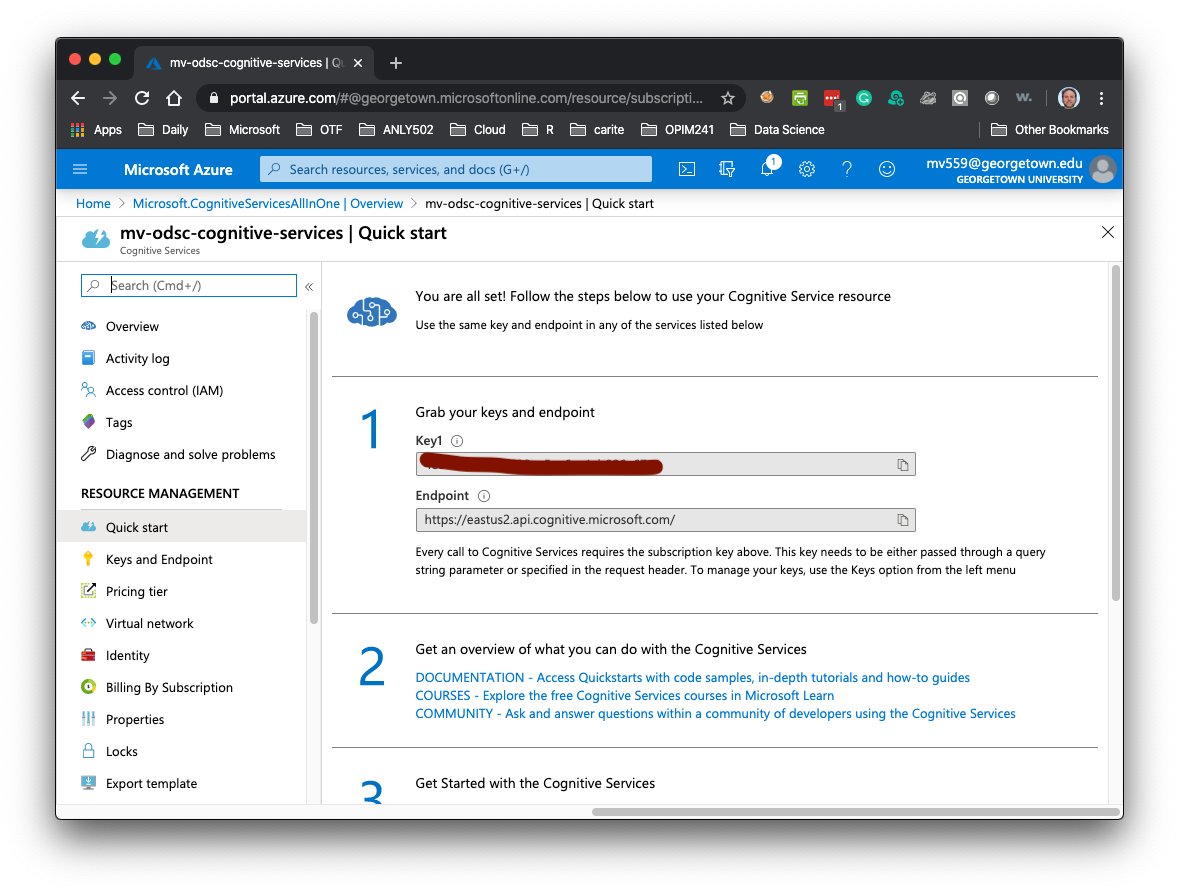 mv-odsc-cognitive-services | Qu
portal.azure.com/#@georgetown.microsoftonline.com/resource/subscripti...
1
w.
Apps
Daily
Microsoft
OTF
ANLY502
Cloud
R
carite
OPIM241
Data Science
Other Bookmarks
Microsoft Azure
Search resources, services, and docs (G+/)
1
mv559@georgetown.edu
GEORGETOWN UNIVERSITY
Home > Microsoft.CognitiveServicesAllInOne | Overview > mv-odsc-cognitive-services | Quick start
mv-odsc-cognitive-services | Quick start
Cognitive Services
Search (Cmd+/)
«
Overview
Activity log
Access control (IAM)
Tags
Diagnose and solve problems
RESOURCE MANAGEMENT
Quick start
Keys and Endpoint
Pricing tier
Virtual network
Identity
Billing By Subscription
Properties
Locks
Export template
You are all set! Follow the steps below to use your Cognitive Service resource
Use the same key and endpoint in any of the services listed below
1
Grab your keys and endpoint
Key1
Endpoint
https://eastus2.api.cognitive.microsoft.com/
Every call to Cognitive Services requires the subscription key above. This key needs to be either passed through a query
string parameter or specified in the request header. To manage your keys, use the Keys option from the left menu
2
Get an overview of what you can do with the Cognitive Services
DOCUMENTATION - Access Quickstarts with code samples, in-depth tutorials and how-to guides
COURSES - Explore the free Cognitive Services courses in Microsoft Learn
COMMUNITY - Ask and answer questions within a community of developers using the Cognitive Services
3
Get Started with the Cognitive Services